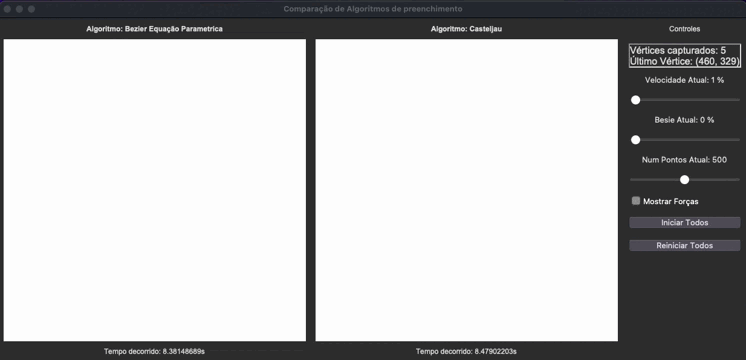 Comparação de Algoritmos de preenchimento
Algoritmo: Bezier Equação Parametrica
Algoritmo: Casteljau
Controles
Vértices capturados: 5
Último Vértice: (460, 329)
Velocidade Atual: 1 %
Besie Atual: 0 %
Num Pontos Atual: 500
Mostrar Forças
Iniciar Todos
Reiniciar Todos
Tempo decorrido: 8.38148689s
Tempo decorrido: 8.47902203s